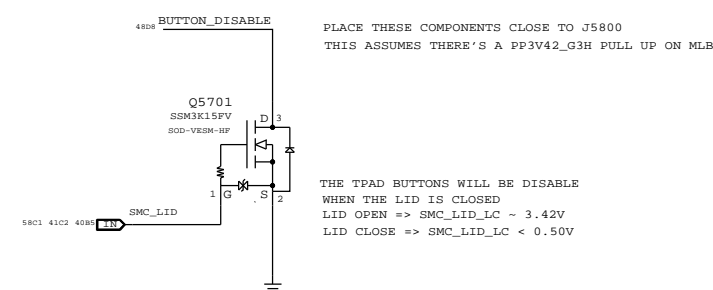 48D8 BUTTON_DISABLE
PLACE THESE COMPONENTS CLOSE TO J5800
THIS ASSUMES THERE'S A PP3V42_G3H PULL UP ON MLB
Q5701
SSM3K15FV
SOD-VESM-HF
D 3
1 G
S 2
SMC_LID
58C1 41C2 40B5 IN
THE TPAD BUTTONS WILL BE DISABLE
WHEN THE LID IS CLOSED
LID OPEN => SMC_LID_LC ~ 3.42V
LID CLOSE => SMC_LID_LC < 0.50V